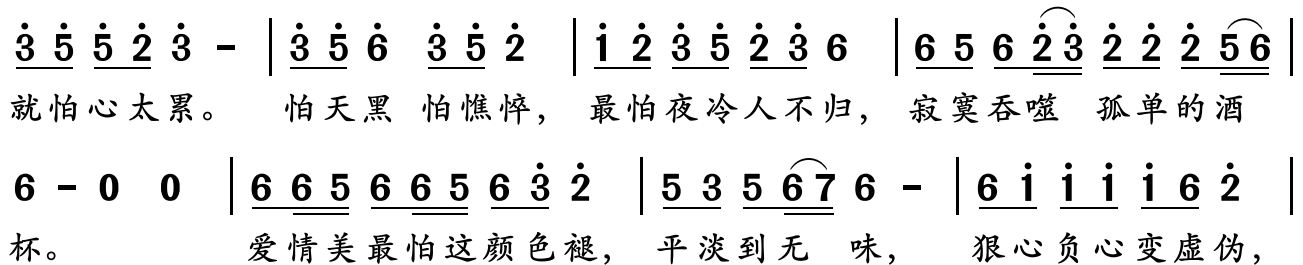 3 5 5 2 3 - | 3 5 6 3 5 2 | 1 2 3 5 2 3 6 | 6 5 6 2 3 2 2 2 5 6 |
就怕心太累。 怕天黑 怕憔悴， 最怕夜冷人不归， 寂寞吞噬 孤单的酒
6 - 0 0 | 6 6 5 6 6 5 6 3 2 | 5 3 5 6 7 6 - | 6 1 1 1 1 6 2 |
杯。 爱情美最怕这颜色褪， 平淡到无 味， 狠心负心变虚伪，